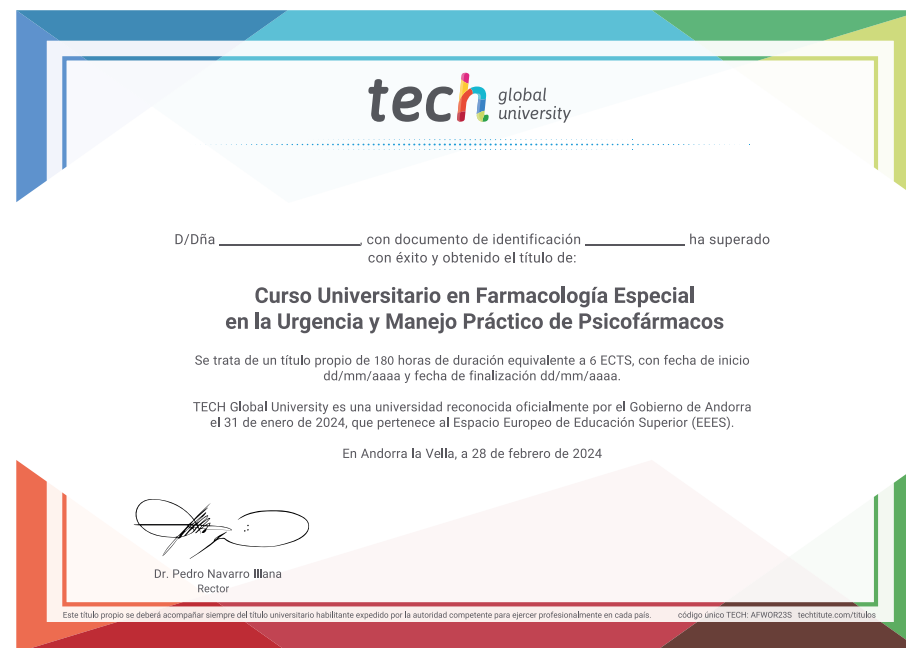 tech global university
D/Dña ________________, con documento de identificación ____________ ha superado
con éxito y obtenido el título de:
Curso Universitario en Farmacología Especial
en la Urgencia y Manejo Práctico de Psicofármacos
Se trata de un título propio de 180 horas de duración equivalente a 6 ECTS, con fecha de inicio
dd/mm/aaaa y fecha de finalización dd/mm/aaaa.
TECH Global University es una universidad reconocida oficialmente por el Gobierno de Andorra
el 31 de enero de 2024, que pertenece al Espacio Europeo de Educación Superior (EEES).
En Andorra la Vella, a 28 de febrero de 2024
Dr. Pedro Navarro Illana
Rector
Este título propio se deberá acompañar siempre del título universitario habilitante expedido por la autoridad competente para ejercer profesionalmente en cada país. código único TECH: AFWOR23S techtitute.com/titulos